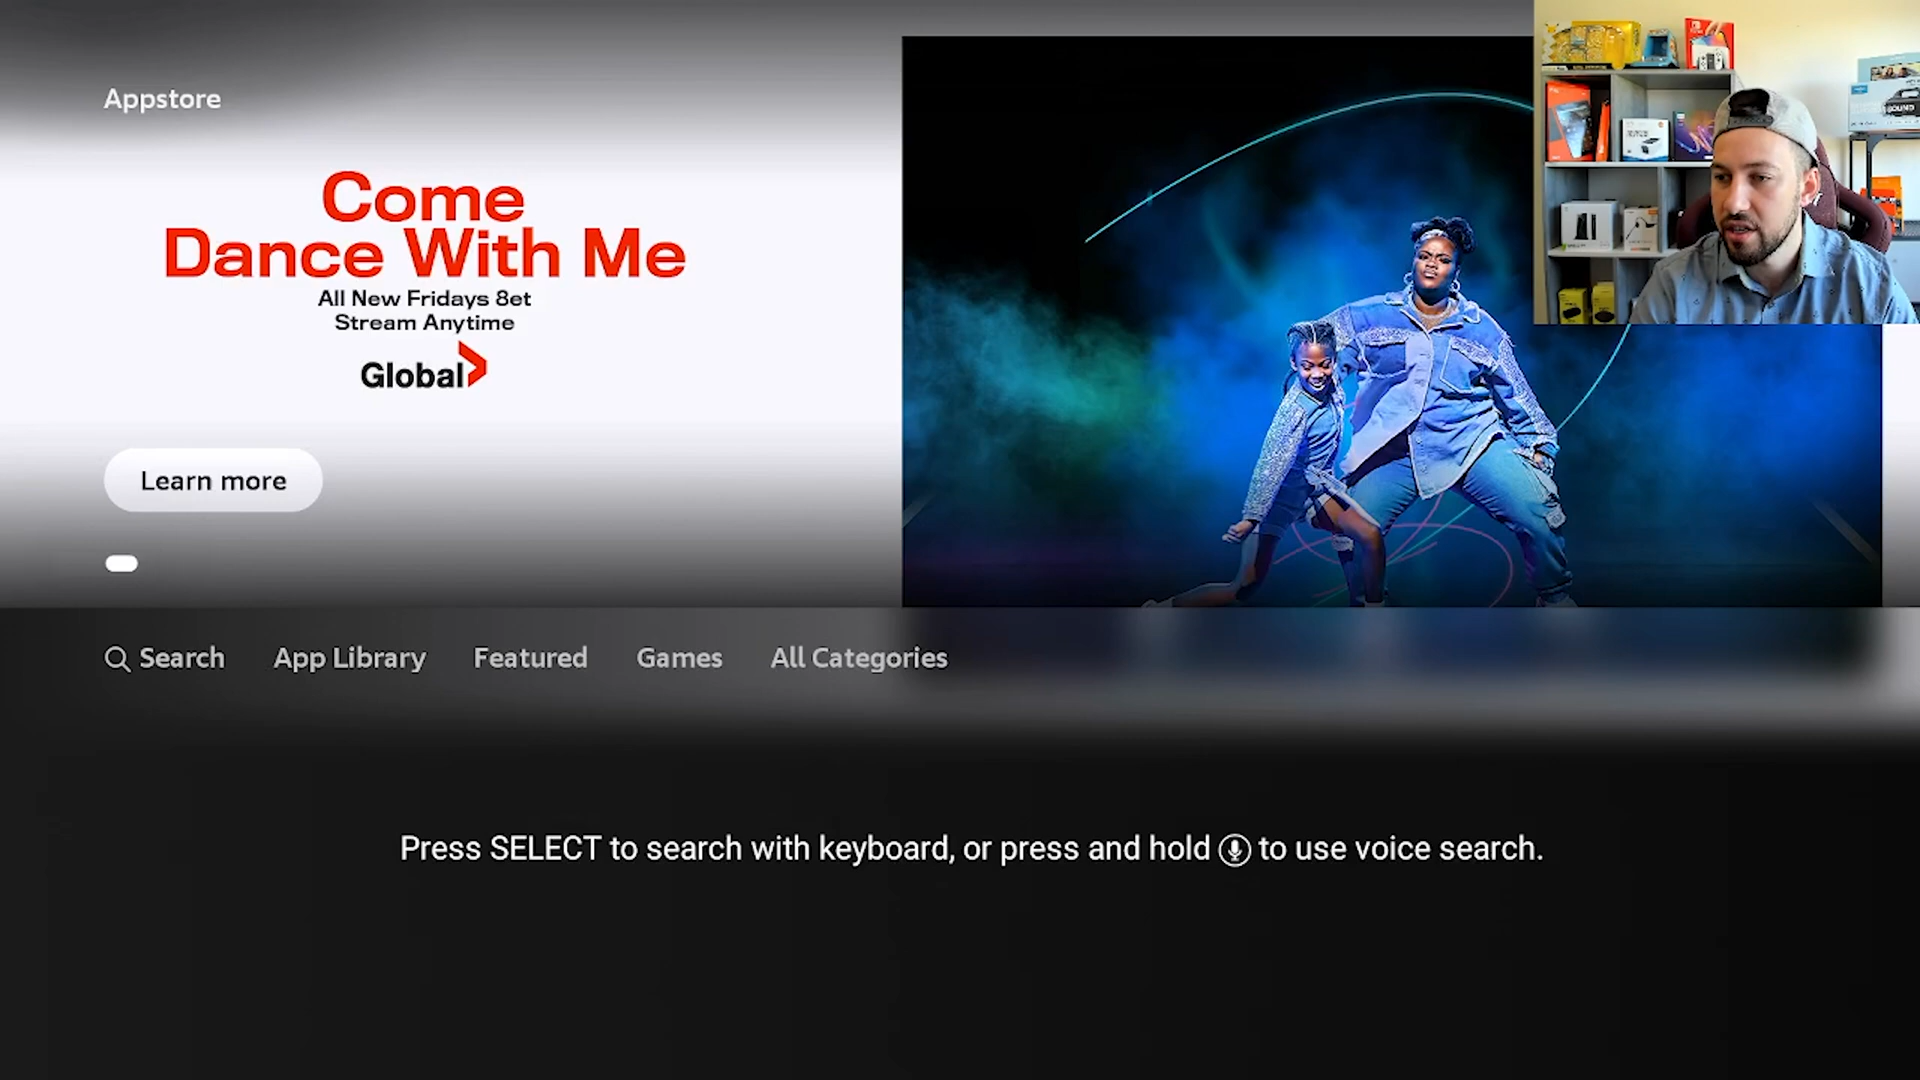 Appstore
Come
Dance With Me
All New Fridays 8et
Stream Anytime
Global
Learn more
Search
App Library
Featured
Games
All Categories
Press SELECT to search with keyboard, or press and hold to use voice search.